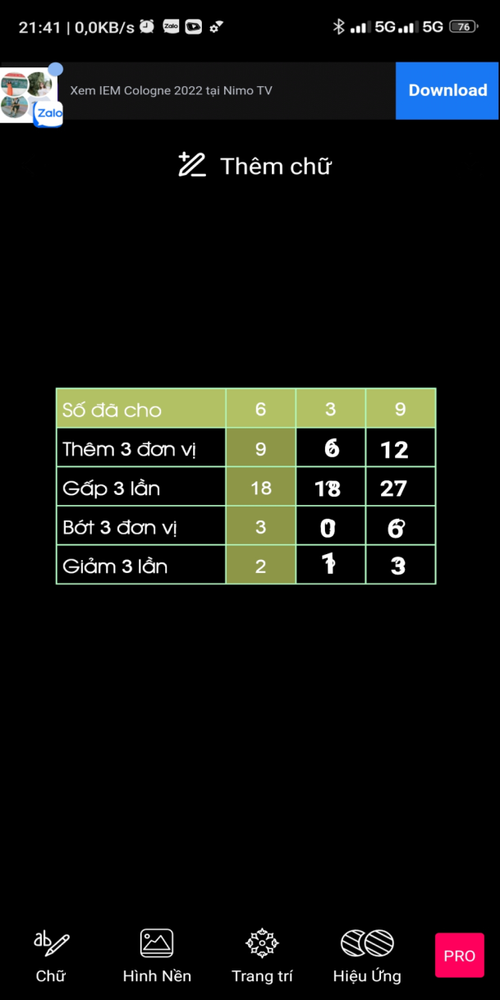 21:41 | 0,0KB/s Zalo 5G 5G 76
Xem IEM Cologne 2022 tại Nimo TV
Download
Zalo
Thêm chữ
Số đã cho 6 3 9
Thêm 3 đơn vị 9 6 12
Gấp 3 lần 18 18 27
Bớt 3 đơn vị 3 0 6
Giảm 3 lần 2 1 3
ab
Chữ Hình Nền Trang trí Hiệu Ứng PRO